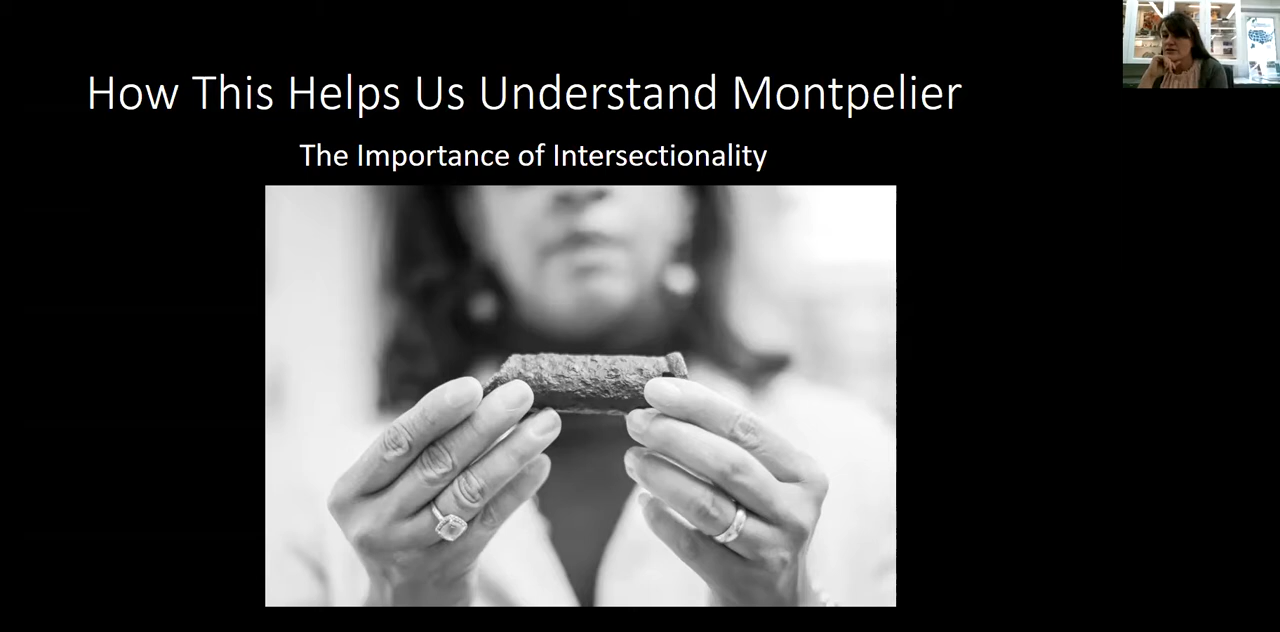 How This Helps Us Understand Montpelier
The Importance of Intersectionality